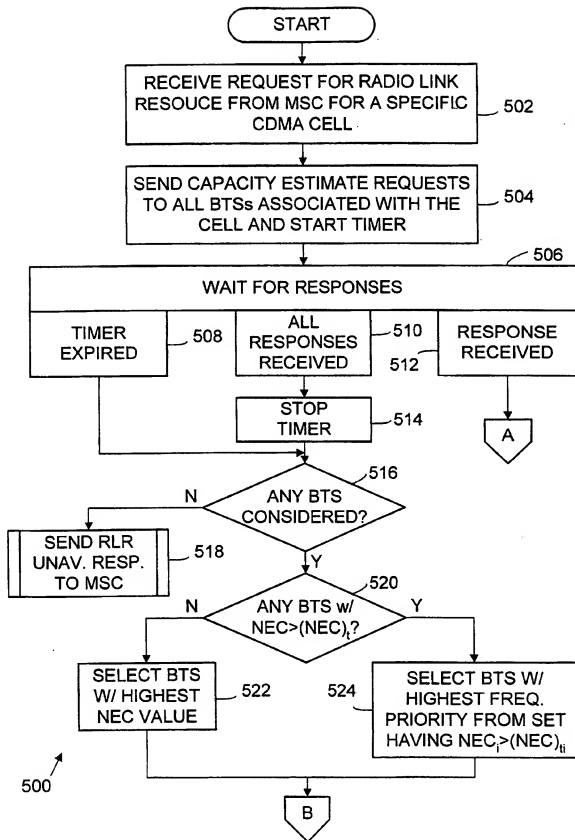 START
RECEIVE REQUEST FOR RADIO LINK
RESOUCE FROM MSC FOR A SPECIFIC
CDMA CELL
502
SEND CAPACITY ESTIMATE REQUESTS
TO ALL BTSs ASSOCIATED WITH THE
CELL AND START TIMER
504
506
WAIT FOR RESPONSES
TIMER
EXPIRED
508
ALL
RESPONSES
RECEIVED
510
512
RESPONSE
RECEIVED
A
STOP
TIMER
514
516
ANY BTS
CONSIDERED?
N
Y
SEND RLR
UNAV. RESP.
TO MSC
518
520
ANY BTS w/
NEC>(NEC)t?
N
Y
SELECT BTS
W/ HIGHEST
NEC VALUE
522
524
SELECT BTS W/
HIGHEST FREQ.
PRIORITY FROM SET
HAVING NECi>(NEC)ti
500
B